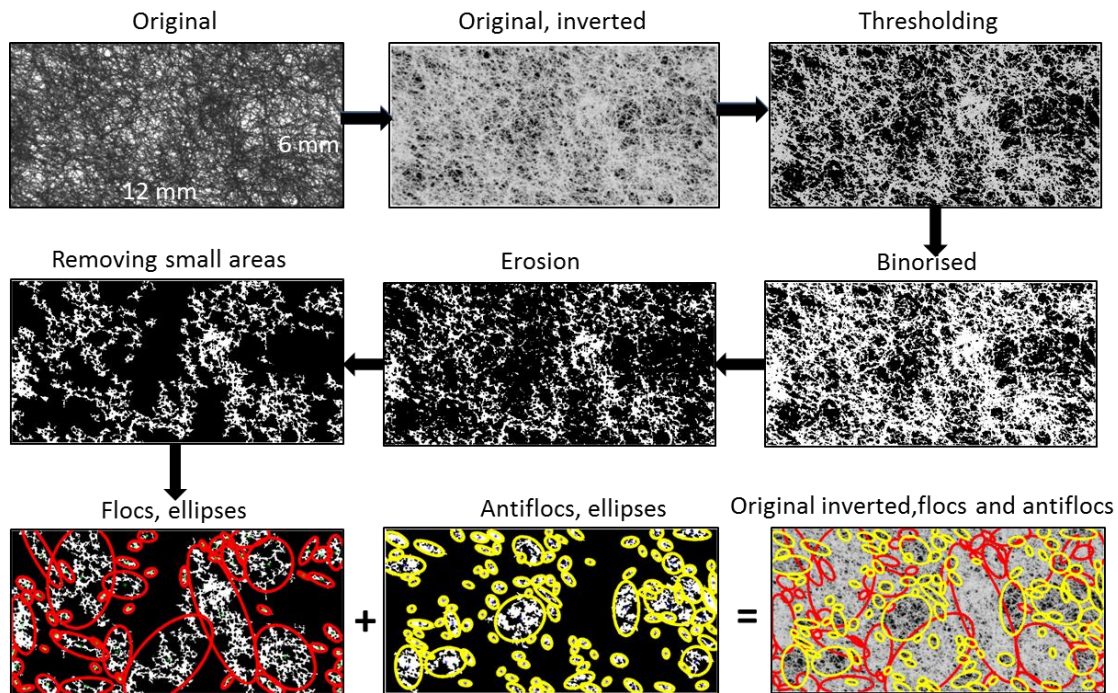 Original
Original, inverted
Thresholding
6 mm
12 mm
Removing small areas
Erosion
Binorised
Flocs, ellipses
Antiflocs, ellipses
Original inverted,flocs and antiflocs
+
=